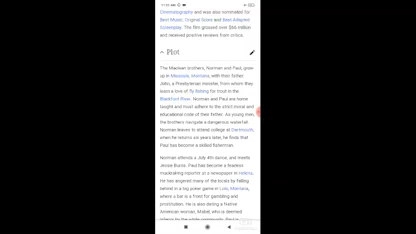 Cinematography and was also nominated for
Best Music, Original Score and Best Adapted
Screenplay. The film grossed over $66 million
and received positive reviews from critics.
Plot
The Maclean brothers, Norman and Paul, grow
up in Missoula, Montana, with their father,
John, a Presbyterian minister, from whom they
learn a love of fly fishing for trout in the
Blackfoot River. Norman and Paul are home
taught and must adhere to the strict moral and
educational code of their father. As young men,
the brothers navigate a dangerous waterfall.
Norman leaves to attend college at Dartmouth;
when he returns six years later, he finds that
Paul has become a skilled fisherman.
Norman attends a July 4th dance, and meets
Jessie Burns. Paul has become a fearless
muckraking reporter at a newspaper in Helena.
He has angered many of the locals by falling
behind in a big poker game in Lolo, Montana,
where a bar is a front for gambling and
prostitution. He is also dating a Native
American woman, Mabel, who is deemed